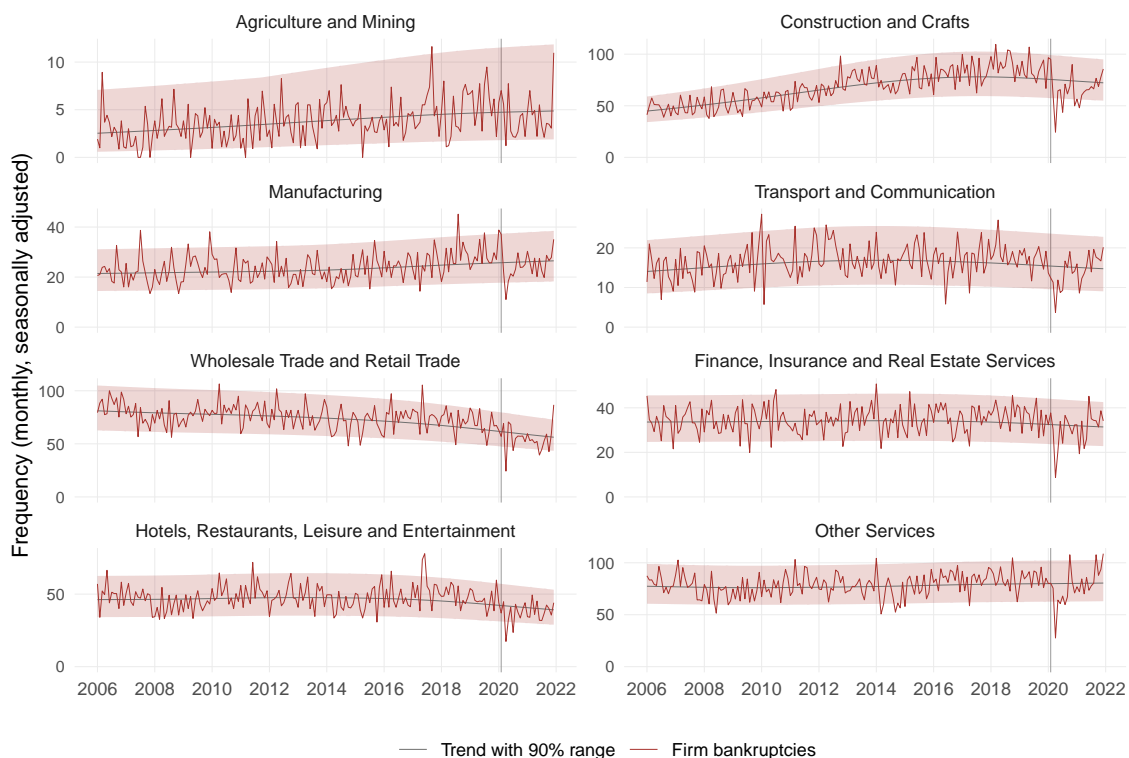 Agriculture and Mining
Construction and Crafts
10
5
0
100
50
0
Manufacturing
Transport and Communication
40
20
0
20
10
0
Wholesale Trade and Retail Trade
Finance, Insurance and Real Estate Services
100
50
0
40
20
0
Hotels, Restaurants, Leisure and Entertainment
Other Services
50
0
100
50
0
2006 2008 2010 2012 2014 2016 2018 2020 2022
2006 2008 2010 2012 2014 2016 2018 2020 2022
Frequency (monthly, seasonally adjusted)
Trend with 90% range
Firm bankruptcies